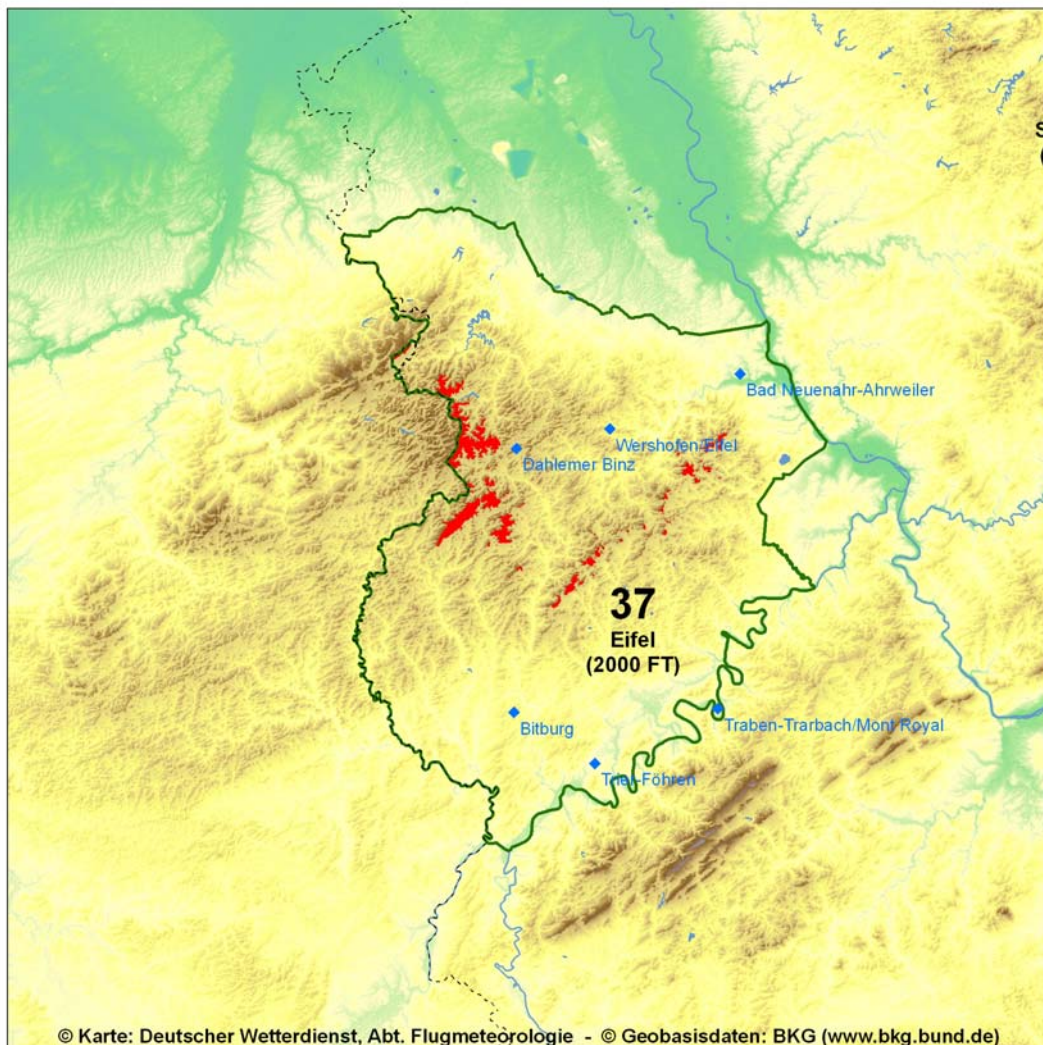 S
(
Bad Neuenahr-Ahrweiler
Wershofen/Eifel
Dahlemer Binz
37
Eifel
(2000 FT)
Bitburg
Traben-Trarbach/Mont Royal
Trier-Föhren
© Karte: Deutscher Wetterdienst, Abt. Flugmeteorologie - © Geobasisdaten: BKG (www.bkg.bund.de)